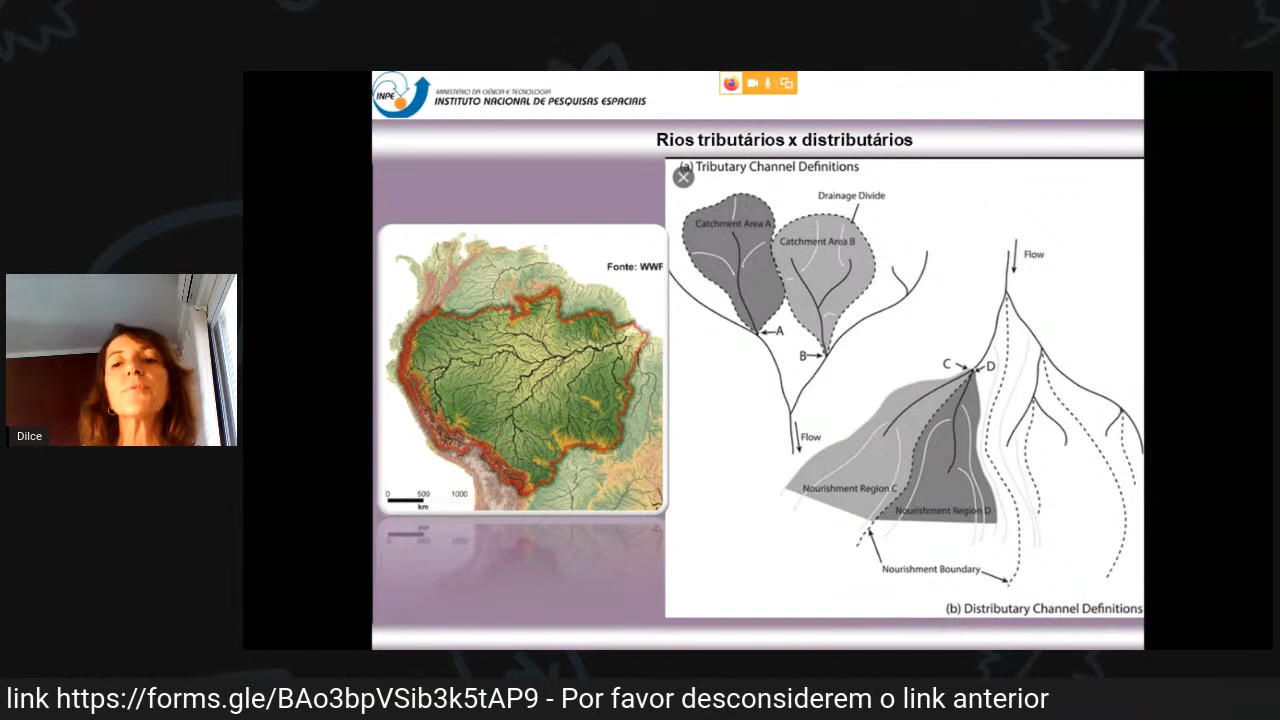 INPE
MINISTÉRIO DA CIÊNCIA E TECNOLOGIA
INSTITUTO NACIONAL DE PESQUISAS ESPACIAIS
Rios tributários x distributários
(a) Tributary Channel Definitions
Drainage Divide
Catchment Area A
Catchment Area B
Fonte: WWF
Flow
A
B
C
D
Flow
0 500 1000
km
Nourishment Region C
Nourishment Region D
Nourishment Boundary
(b) Distributary Channel Definitions
Dilce
link https://forms.gle/BAo3bpVSib3k5tAP9 - Por favor desconsiderem o link anterior